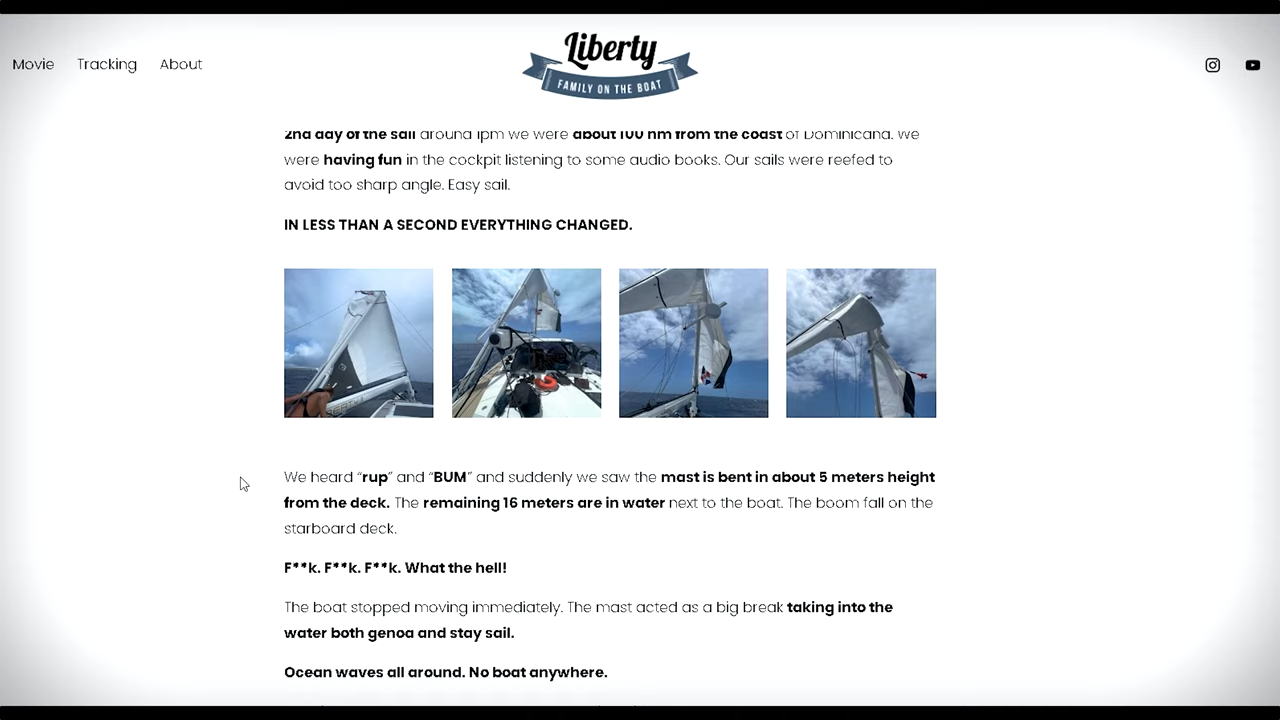 Movie Tracking About
Liberty
FAMILY ON THE BOAT
2nd day of the sail around 1pm we were about 100 nm from the coast of Dominicana. We
were having fun in the cockpit listening to some audio books. Our sails were reefed to
avoid too sharp angle. Easy sail.
IN LESS THAN A SECOND EVERYTHING CHANGED.
We heard “rup” and “BUM” and suddenly we saw the mast is bent in about 5 meters height
from the deck. The remaining 16 meters are in water next to the boat. The boom fall on the
starboard deck.
F**k. F**k. F**k. What the hell!
The boat stopped moving immediately. The mast acted as a big break taking into the
water both genoa and stay sail.
Ocean waves all around. No boat anywhere.